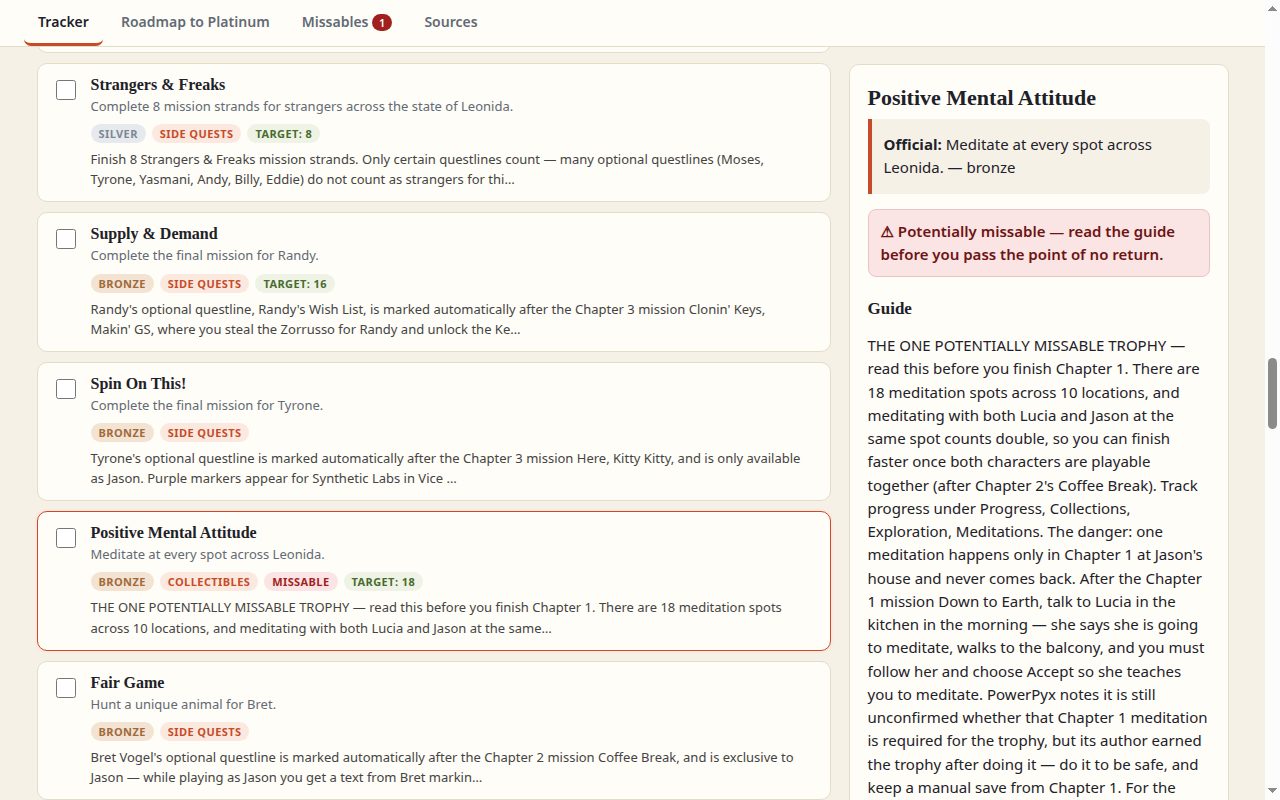 Tracker
Roadmap to Platinum
Missables 1
Sources
Strangers & Freaks
Complete 8 mission strands for strangers across the state of Leonida.
SILVER
SIDE QUESTS
TARGET: 8
Finish 8 Strangers & Freaks mission strands. Only certain questlines count — many optional questlines (Moses,
Tyrone, Yasmani, Andy, Billy, Eddie) do not count as strangers for thi...
Supply & Demand
Complete the final mission for Randy.
BRONZE
SIDE QUESTS
TARGET: 16
Randy's optional questline, Randy's Wish List, is marked automatically after the Chapter 3 mission Clonin' Keys,
Makin' GS, where you steal the Zorrusso for Randy and unlock the Ke...
Spin On This!
Complete the final mission for Tyrone.
BRONZE
SIDE QUESTS
Tyrone's optional questline is marked automatically after the Chapter 3 mission Here, Kitty Kitty, and is only available
as Jason. Purple markers appear for Synthetic Labs in Vice ...
Positive Mental Attitude
Meditate at every spot across Leonida.
BRONZE
COLLECTIBLES
MISSABLE
TARGET: 18
THE ONE POTENTIALLY MISSABLE TROPHY — read this before you finish Chapter 1. There are 18 meditation spots
across 10 locations, and meditating with both Lucia and Jason at the same...
Fair Game
Hunt a unique animal for Bret.
BRONZE
SIDE QUESTS
Bret Vogel's optional questline is marked automatically after the Chapter 2 mission Coffee Break, and is exclusive to
Jason — while playing as Jason you get a text from Bret markin...
Positive Mental Attitude
Official: Meditate at every spot across
Leonida. — bronze
⚠ Potentially missable — read the guide
before you pass the point of no return.
Guide
THE ONE POTENTIALLY MISSABLE TROPHY —
read this before you finish Chapter 1. There are
18 meditation spots across 10 locations, and
meditating with both Lucia and Jason at the
same spot counts double, so you can finish
faster once both characters are playable
together (after Chapter 2's Coffee Break). Track
progress under Progress, Collections,
Exploration, Meditations. The danger: one
meditation happens only in Chapter 1 at Jason's
house and never comes back. After the Chapter
1 mission Down to Earth, talk to Lucia in the
kitchen in the morning — she says she is going
to meditate, walks to the balcony, and you must
follow her and choose Accept so she teaches
you to meditate. PowerPyx notes it is still
unconfirmed whether that Chapter 1 meditation
is required for the trophy, but its author earned
the trophy after doing it — do it to be safe, and
keep a manual save from Chapter 1. For the